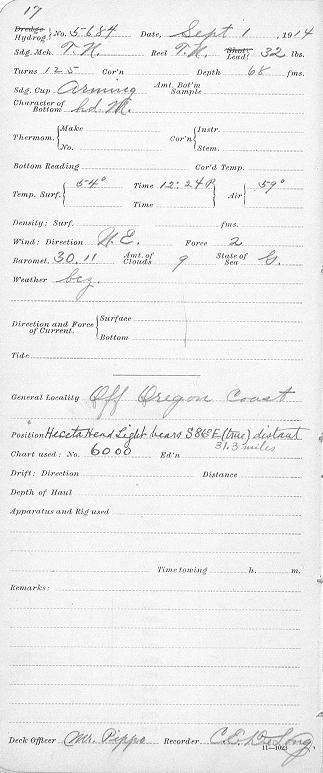 17
Dredge
Hydrog. No. 5684 Date, Sept 1, 1914
Sdg. Mch. T.N. Reel T.N. Shot Lead 32 lbs.
Turns 125 Cor'n Depth 68 fms.
Sdg. Cup Arming Amt. Bot'm Sample
Character of Bottom hd. M.
Thermom. Make No. Cor'n Instr. Stem.
Bottom Reading Cor'd Temp.
Temp. Surf. 54° Time 12:24 P Air 59°
Time
Density: Surf. fms.
Wind: Direction N.E. Force 2
Baromet. 30.11 Amt. of Clouds 9 State of Sea G.
Weather bcz.
Direction and Force of Current. Surface
Bottom
Tide
General Locality Off Oregon Coast
Position Heceta Head Light bears S 86° E (true) distant
31.3 miles
Chart used: No. 6000 Ed'n
Drift: Direction Distance
Depth of Haul
Apparatus and Rig used
Time towing h. m.
Remarks:
Deck Officer Mr. Pipps Recorder C.E. DeLong
11—1023